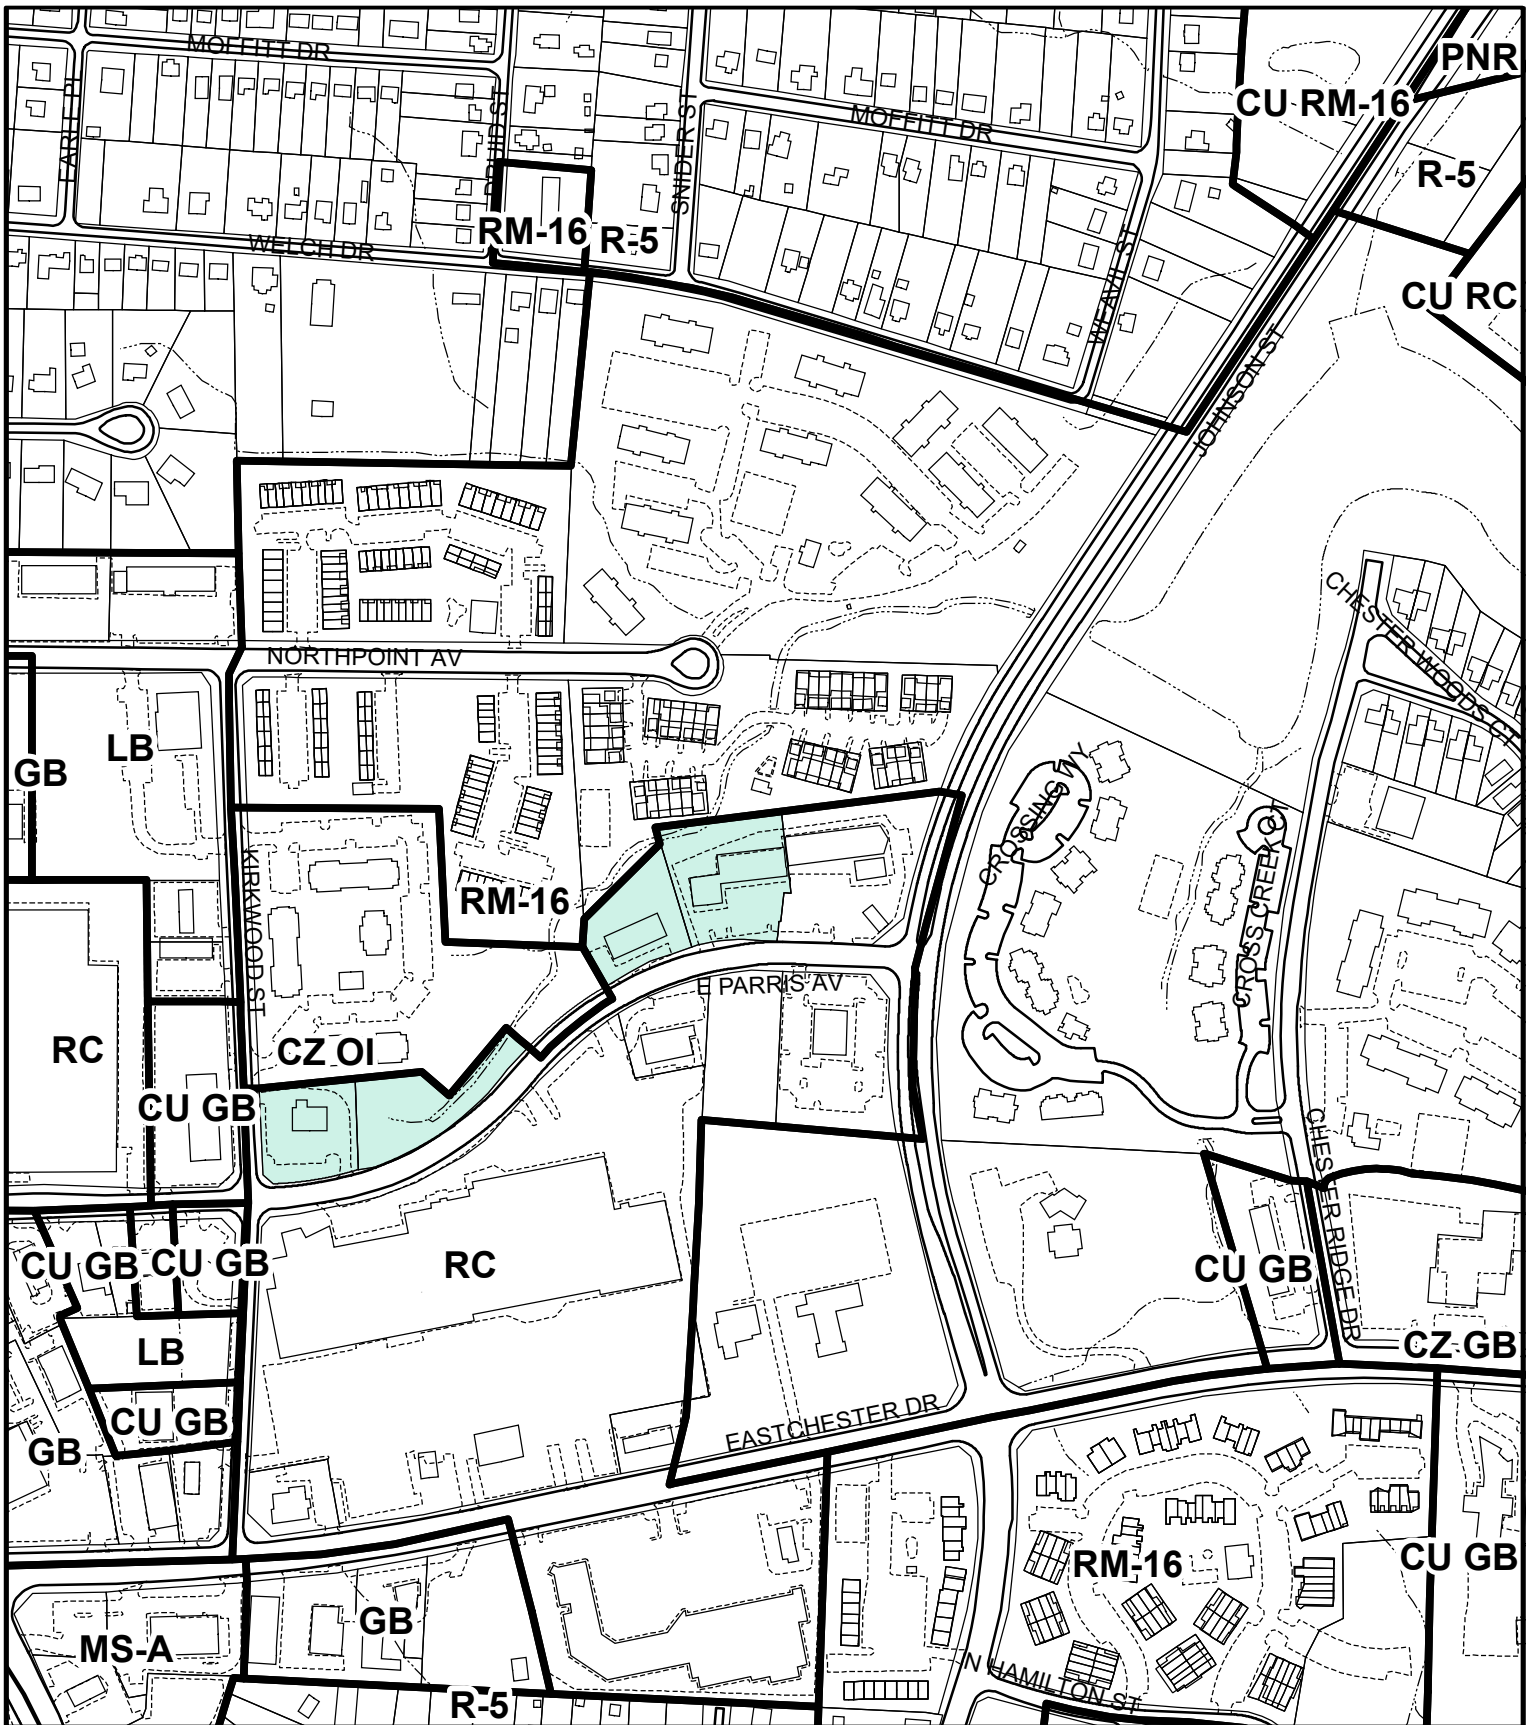 MOFFITT DR
PNR
CU RM-16
EARLE PL
DRUID ST
SNIDER ST
MOFFITT DR
R-5
RM-16
R-5
WELCH DR
WEAVIL ST
CU RC
JOHNSON ST
CHESTER WOODS CT
NORTHPOINT AV
LB
GB
CROSSING WY
CROSS CREEK CT
KIRKWOOD ST
RM-16
E PARRIS AV
RC
CZ OI
CU GB
CHESTER RIDGE DR
CU GB
CU GB
RC
CU GB
LB
CZ GB
CU GB
EASTCHESTER DR
GB
RM-16
CU GB
GB
MS-A
N HAMILTON ST
R-5